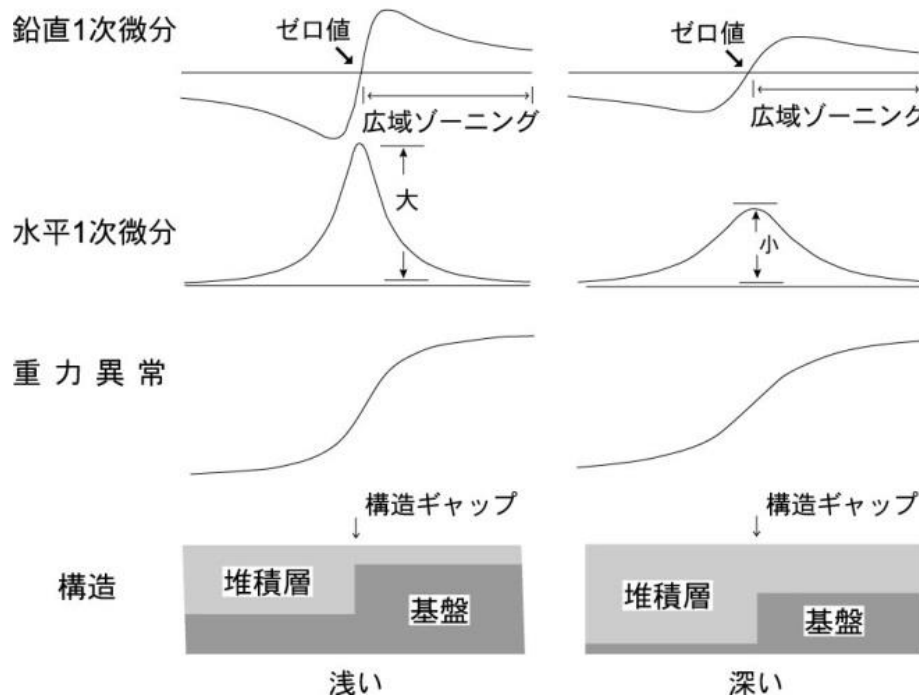 鉛直1次微分
ゼロ値
ゼロ値
広域ゾーニング
広域ゾーニング
水平1次微分
大
小
重力異常
構造ギャップ
構造ギャップ
構造
堆積層
基盤
堆積層
基盤
浅い
深い